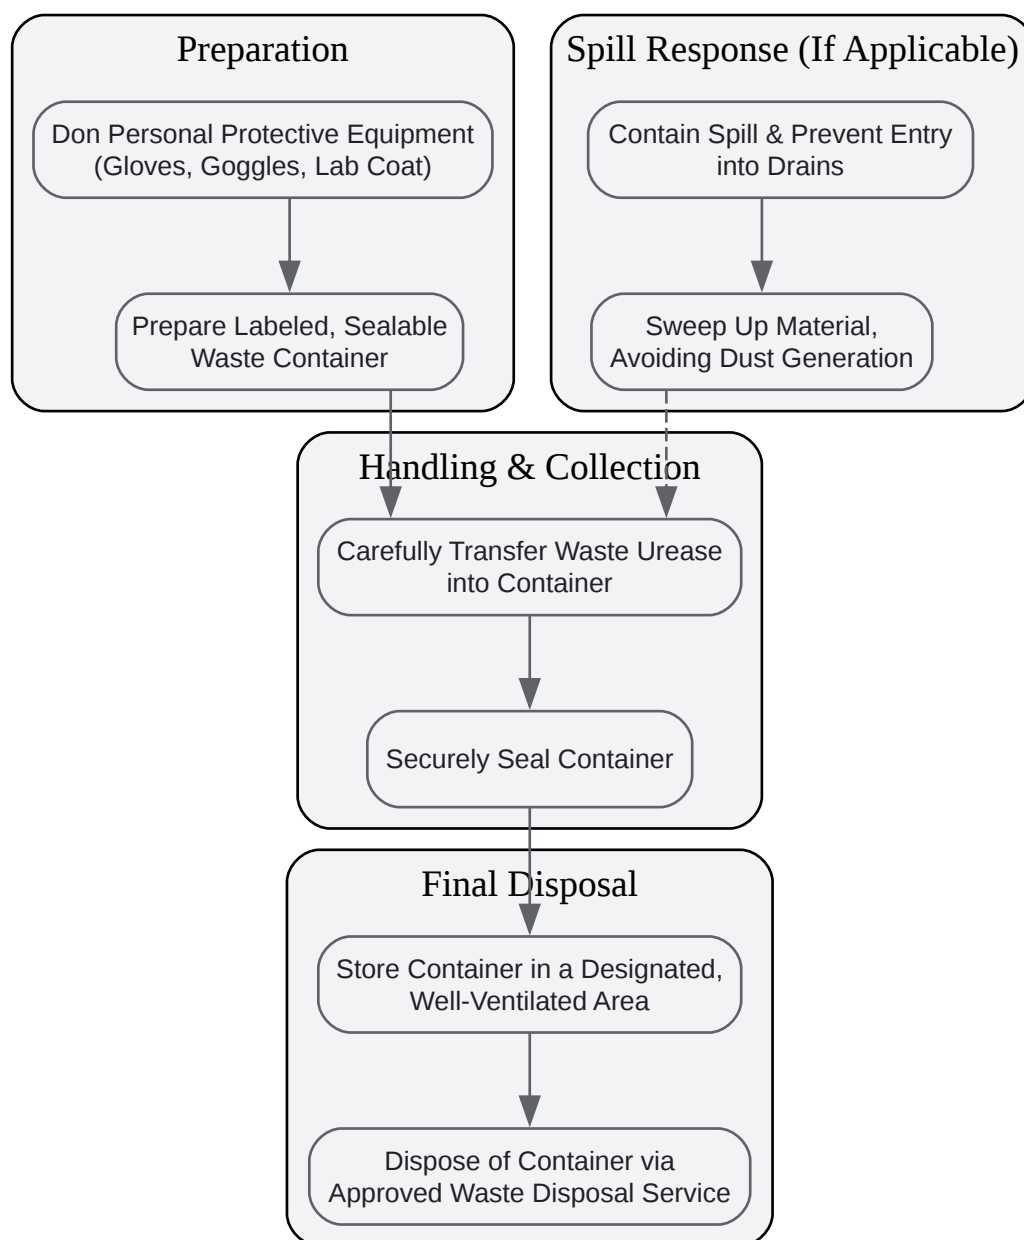 Preparation
Don Personal Protective Equipment
(Gloves, Goggles, Lab Coat)
Prepare Labeled, Sealable
Waste Container
Spill Response (If Applicable)
Contain Spill & Prevent Entry
into Drains
Sweep Up Material,
Avoiding Dust Generation
Handling & Collection
Carefully Transfer Waste Urease
into Container
Securely Seal Container
Final Disposal
Store Container in a Designated,
Well-Ventilated Area
Dispose of Container via
Approved Waste Disposal Service